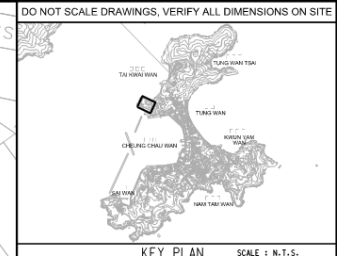 DO NOT SCALE DRAWINGS, VERIFY ALL DIMENSIONS ON SITE
TUNG WAN TSAI
TAI KWAI WAN
TUNG WAN
KWUN YAM
WAN
CHEUNG CHAU WAN
SAI WAN
NAM TAM WAN
KEY PLAN SCALE : N.T.S.